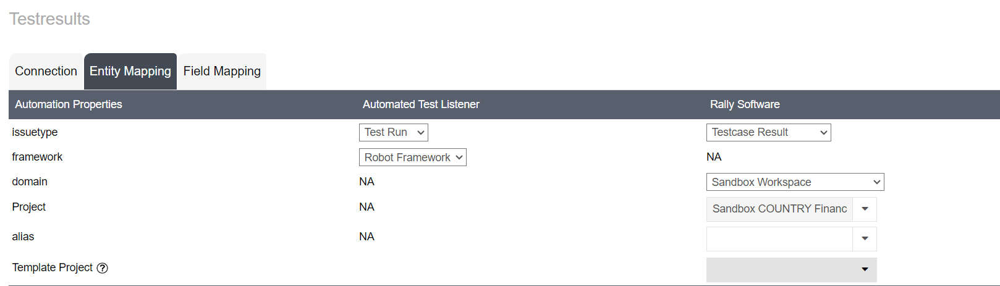 Testresults
Connection Entity Mapping Field Mapping
Automation Properties Automated Test Listener Rally Software
issuetype Test Run Testcase Result
framework Robot Framework NA
domain NA Sandbox Workspace
Project NA Sandbox COUNTRY Financ
alias NA
Template Project ?